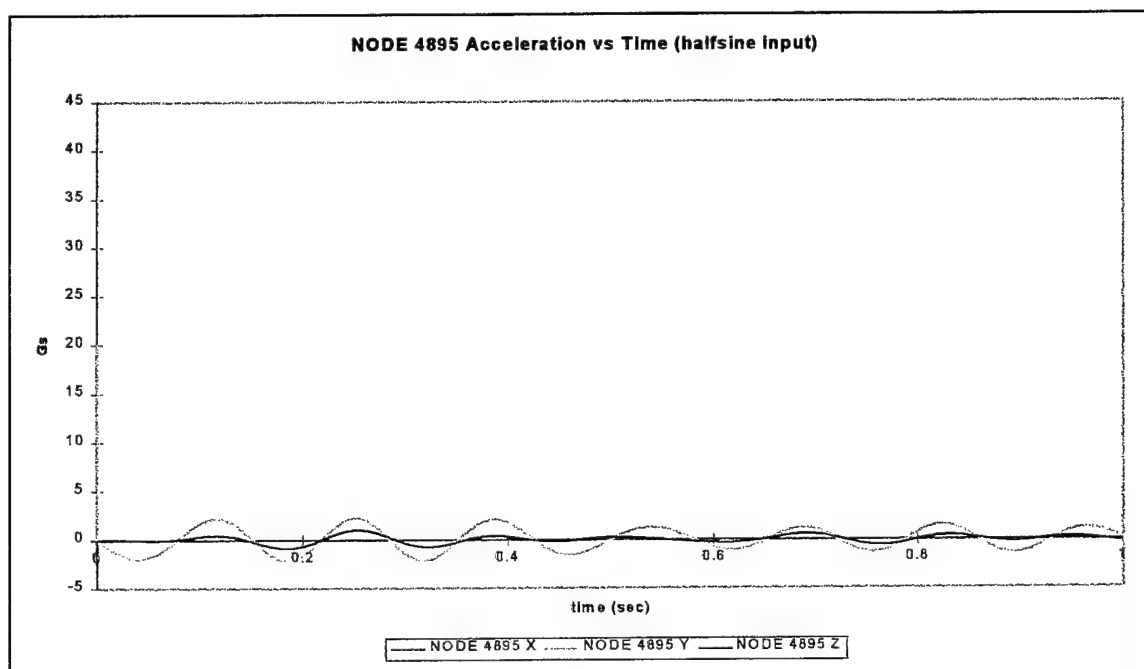 NODE 4895 Acceleration vs Time (halfsine input)
45
40
35
30
25
20
15
10
5
0
-5
Gs
0
0.2
0.4
0.6
0.8
1
time (sec)
NODE 4895 X
NODE 4895 Y
NODE 4895 Z